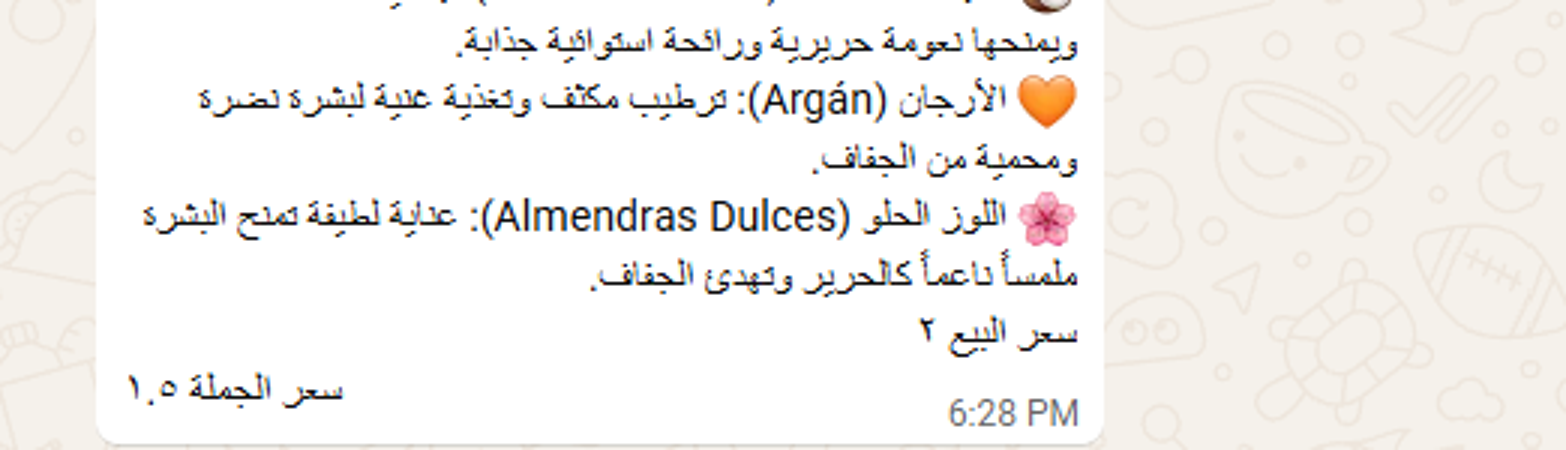 ويمنحها نعومة حريرية ورائحة استوائية جذابة.
🧡 الأرجان (Argán): ترطيب مكثف وتغذية غنية لبشرة نضرة
ومحمية من الجفاف.
🌸 اللوز الحلو (Almendras Dulces): عناية لطيفة تمنح البشرة
ملمساً ناعماً كالحرير وتهدئ الجفاف.
سعر البيع ٢
سعر الجملة ١.٥
6:28 PM